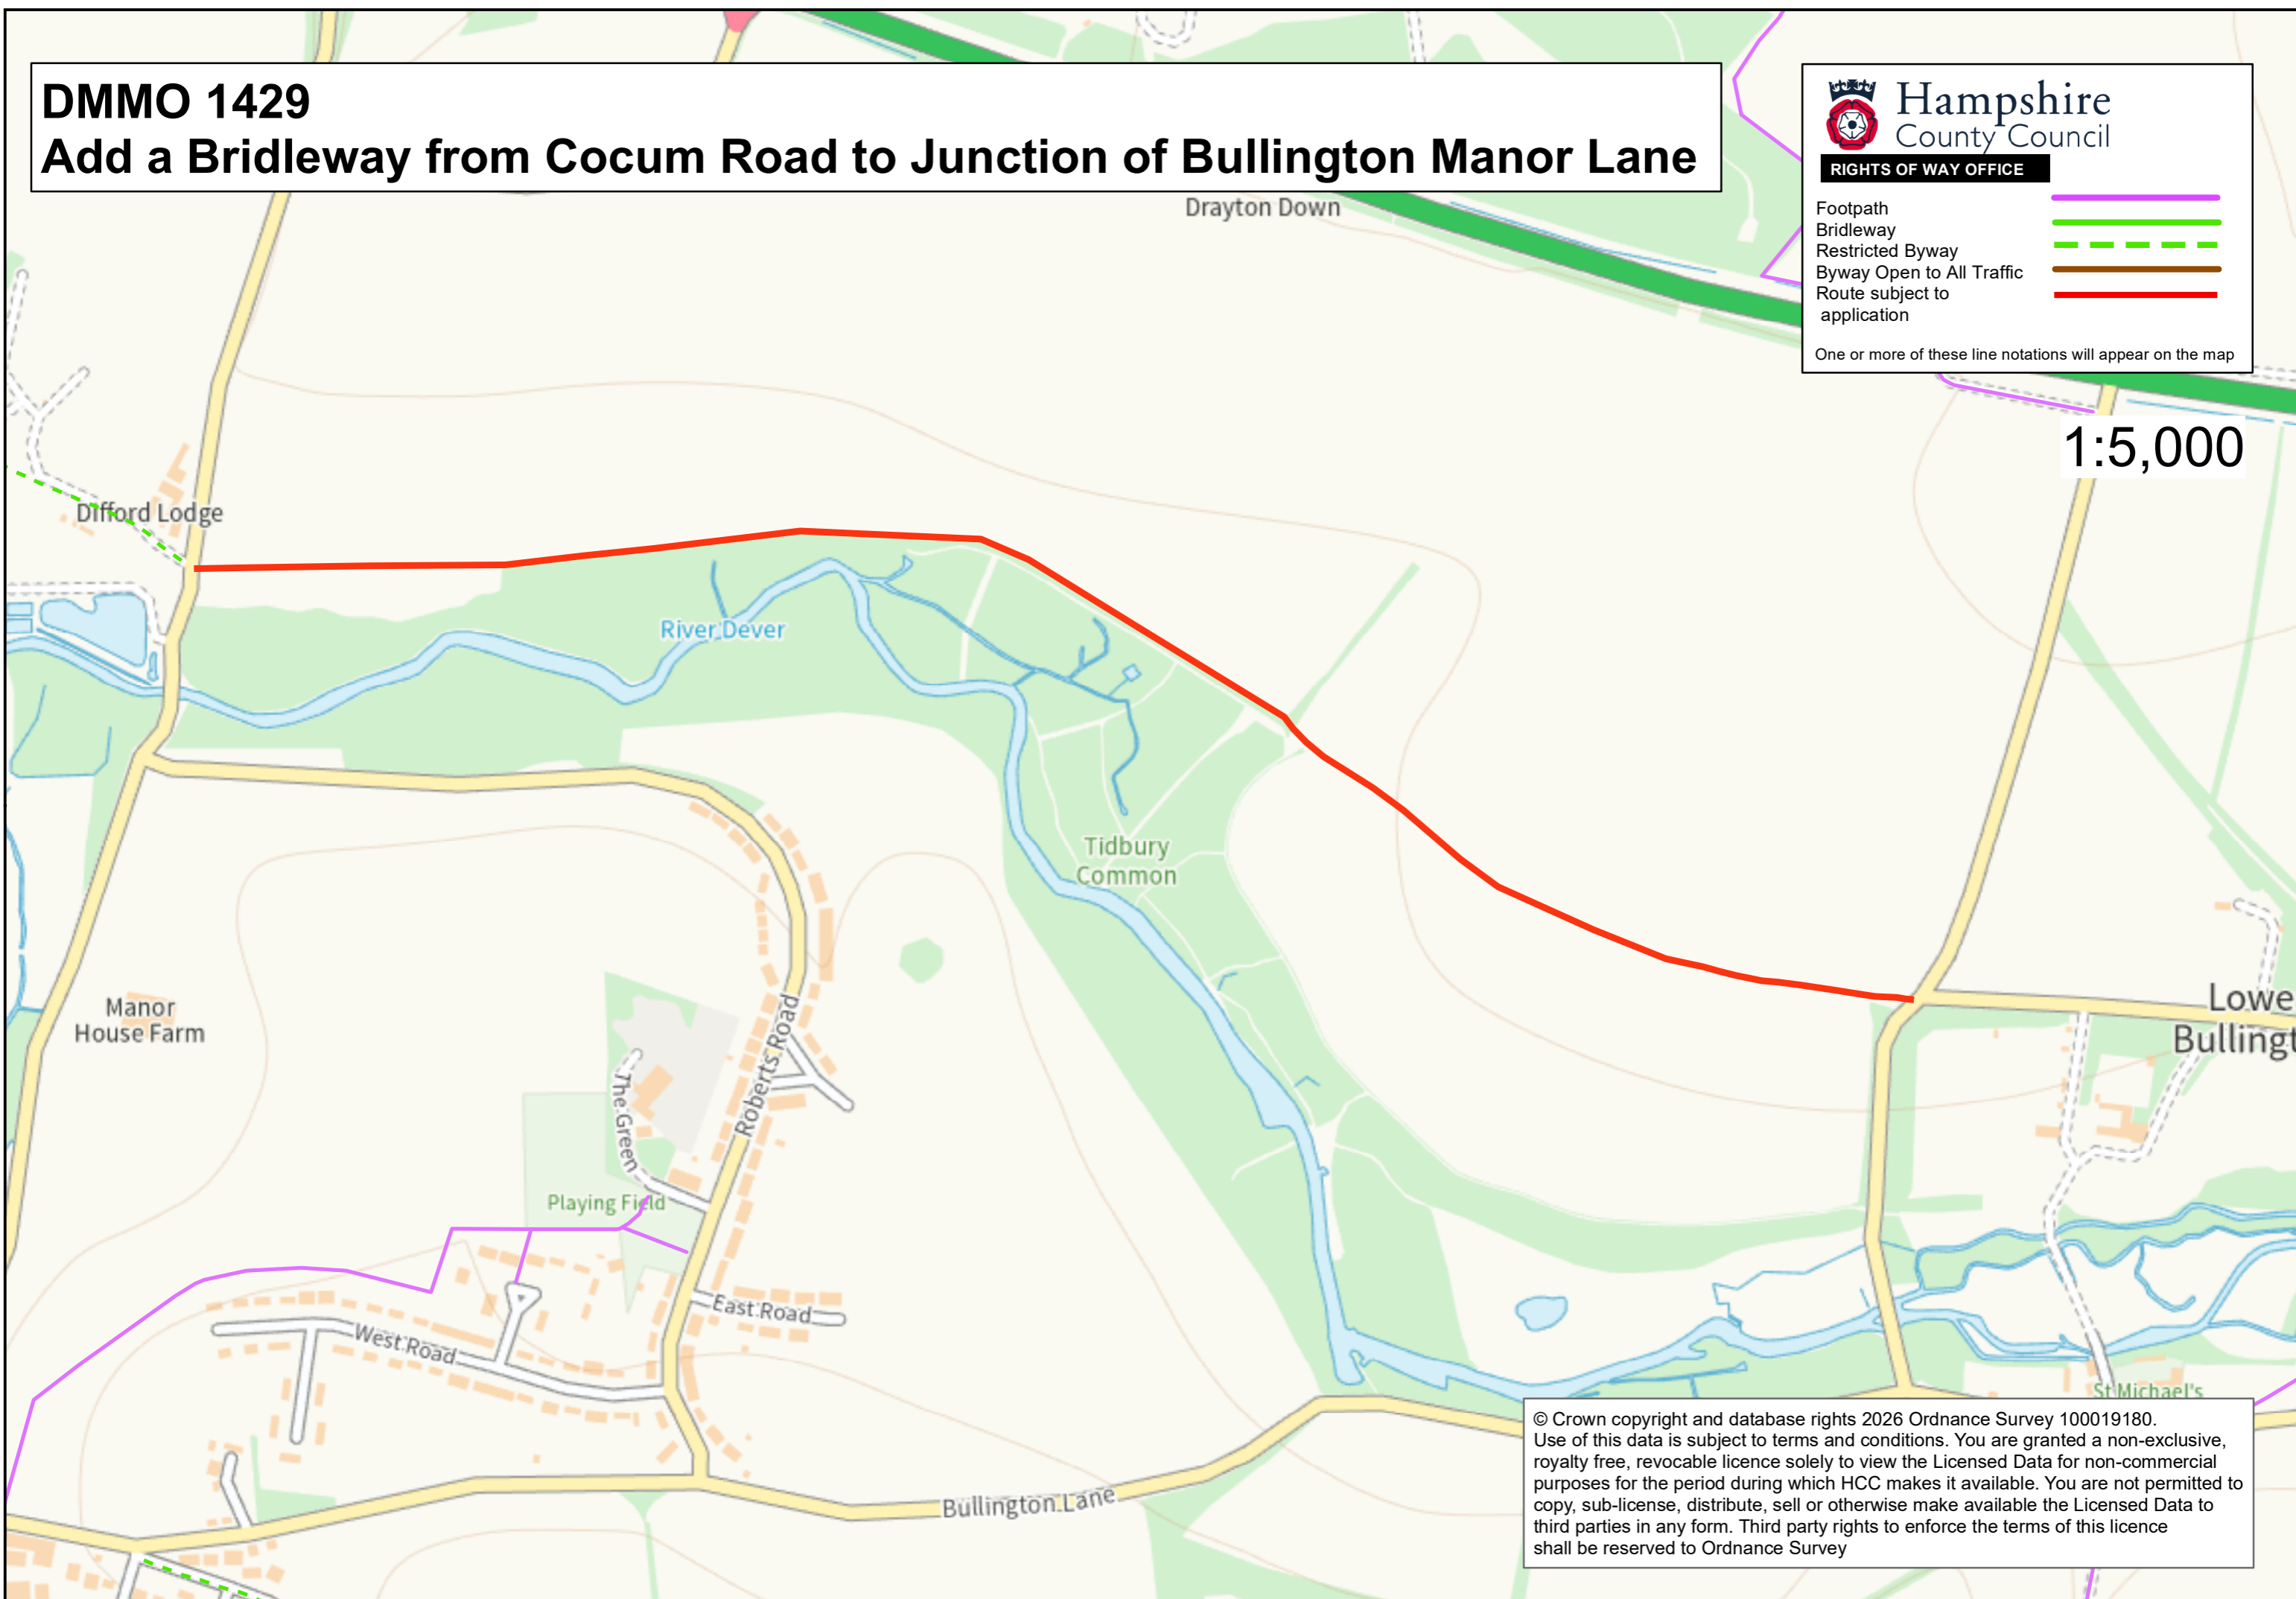 DMMO 1429
Add a Bridleway from Cocum Road to Junction of Bullington Manor Lane
Hampshire
County Council
RIGHTS OF WAY OFFICE
Footpath
Bridleway
Restricted Byway
Byway Open to All Traffic
Route subject to
application
One or more of these line notations will appear on the map
1:5,000
Drayton Down
Difford Lodge
River Dever
Tidbury
Common
Manor
House Farm
Lowe
Bullingt
Roberts Road
The Green
Playing Field
East Road
West Road
St Michael's
Bullington Lane
© Crown copyright and database rights 2026 Ordnance Survey 100019180.
Use of this data is subject to terms and conditions. You are granted a non-exclusive,
royalty free, revocable licence solely to view the Licensed Data for non-commercial
purposes for the period during which HCC makes it available. You are not permitted to
copy, sub-license, distribute, sell or otherwise make available the Licensed Data to
third parties in any form. Third party rights to enforce the terms of this licence
shall be reserved to Ordnance Survey